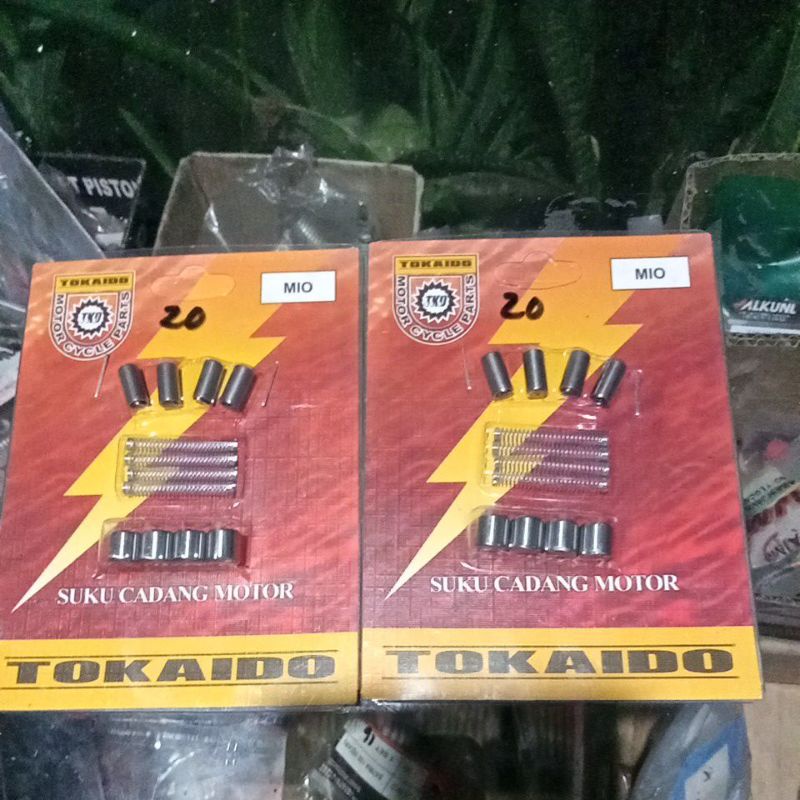 T PISTON
TOKAIDO
MOTOR CYCLE PARTS
TKD
20
MIO
SUKU CADANG MOTOR
TOKAIDO
TOKAIDO
MOTOR CYCLE PARTS
TKD
20
MIO
SUKU CADANG MOTOR
TOKAIDO
ALKUNI